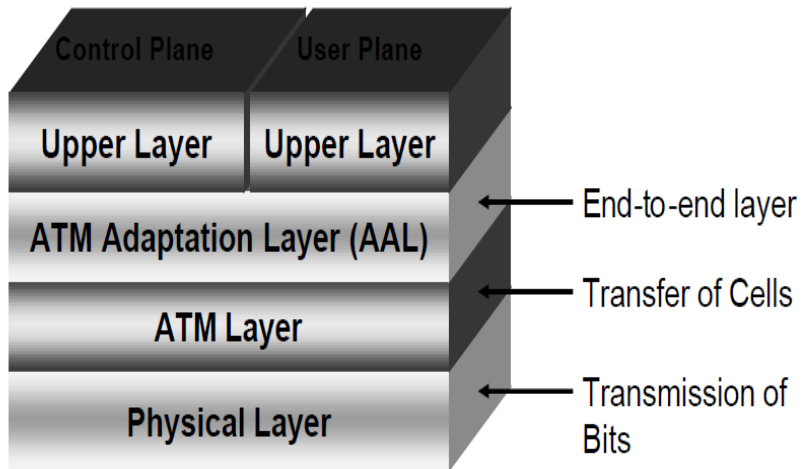 Control Plane
User Plane
Upper Layer
Upper Layer
End-to-end layer
ATM Adaptation Layer (AAL)
Transfer of Cells
ATM Layer
Transmission of
Bits
Physical Layer